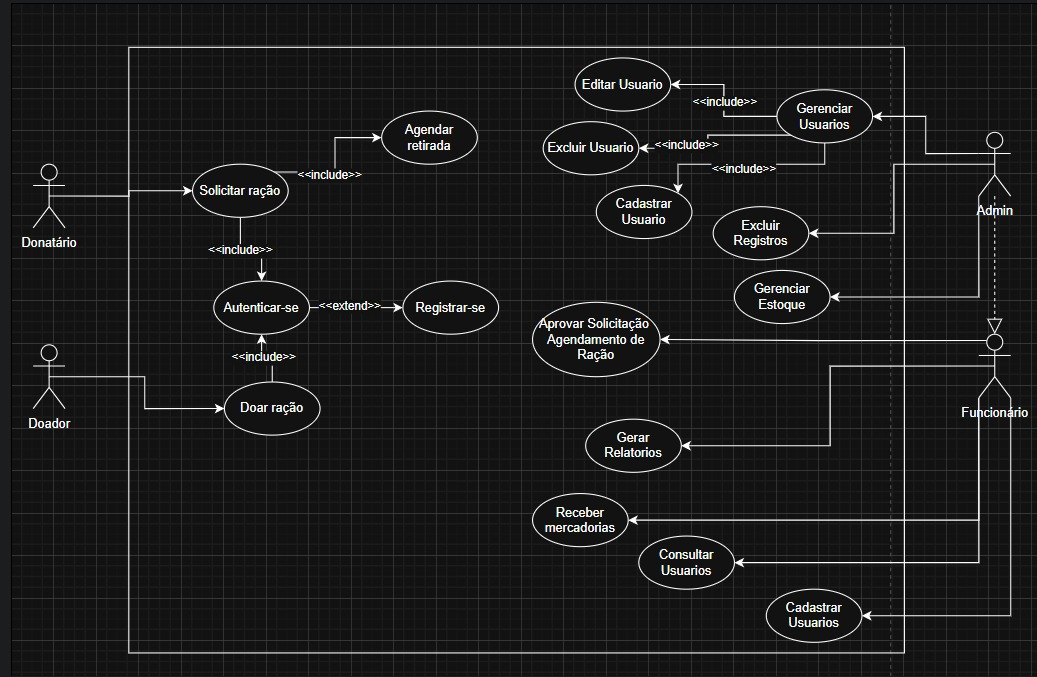 Editar Usuario
<<include>>
Gerenciar
Usuarios
Agendar
retirada
Excluir Usuario
<<include>>
<<include>>
<<include>>
Solicitar ração
Donatário
Cadastrar
Usuario
Admin
Excluir
Registros
<<include>>
Gerenciar
Estoque
Autenticar-se
<<extend>>
Registrar-se
Aprovar Solicitação
Agendamento de
Ração
<<include>>
Doar ração
Doador
Funcionário
Gerar
Relatorios
Receber
mercadorias
Consultar
Usuarios
Cadastrar
Usuarios